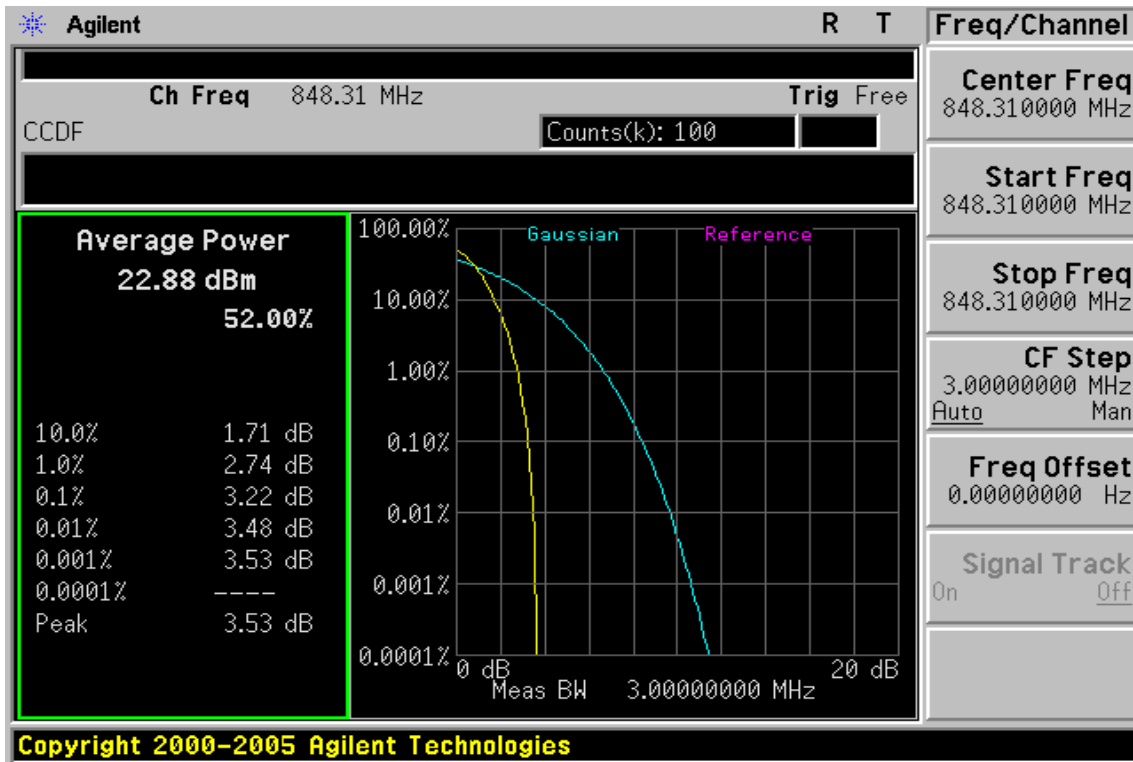 Agilent R T
Ch Freq 848.31 MHz Trig Free
CCDF Counts(k): 100
Average Power
22.88 dBm
52.00%
10.0% 1.71 dB
1.0% 2.74 dB
0.1% 3.22 dB
0.01% 3.48 dB
0.001% 3.53 dB
0.0001% ----
Peak 3.53 dB
Gaussian Reference
100.00%
10.00%
1.00%
0.10%
0.01%
0.001%
0.0001%
0 dB 20 dB
Meas BW 3.00000000 MHz
Freq/Channel
Center Freq
848.310000 MHz
Start Freq
848.310000 MHz
Stop Freq
848.310000 MHz
CF Step
3.00000000 MHz
Auto Man
Freq Offset
0.00000000 Hz
Signal Track
On Off
Copyright 2000-2005 Agilent Technologies